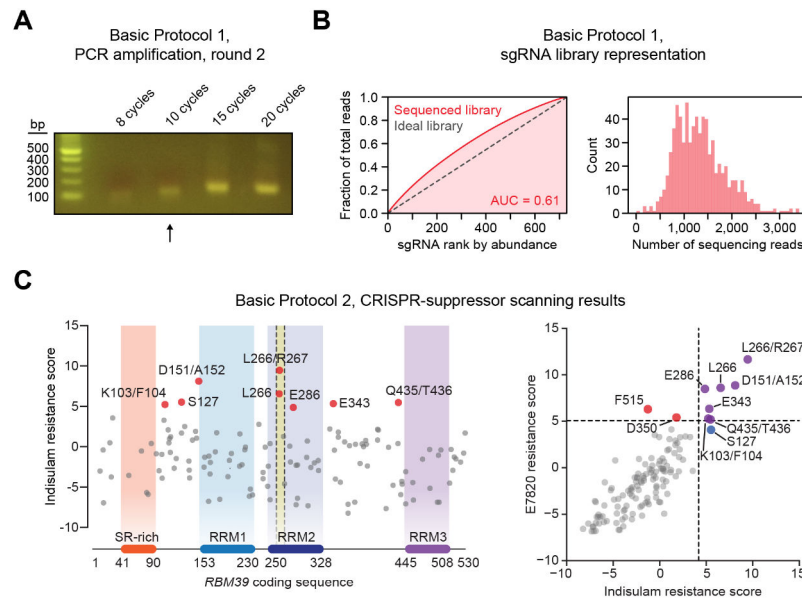 A
Basic Protocol 1,
PCR amplification, round 2
8 cycles
10 cycles
15 cycles
20 cycles
bp
500
400
300
200
100
B
Basic Protocol 1,
sgRNA library representation
Fraction of total reads
1.0
0.8
0.6
0.4
0.2
0.0
Sequenced library
Ideal library
AUC = 0.61
0 200 400 600
sgRNA rank by abundance
Count
40
30
20
10
0
0 1,000 2,000 3,000
Number of sequencing reads
C
Basic Protocol 2, CRISPR-suppressor scanning results
Indisulam resistance score
15
10
5
0
-5
-10
K103/F104
D151/A152
S127
L266/R267
L266
E286
E343
Q435/T436
SR-rich
RRM1
RRM2
RRM3
1 41 90 153 230 250 328 445 508 530
RBM39 coding sequence
E7820 resistance score
15
10
5
0
-5
-10
L266/R267
L266
E286
D151/A152
F515
E343
D350
Q435/T436
S127
K103/F104
−10 −5 0 5 10 15
Indisulam resistance score